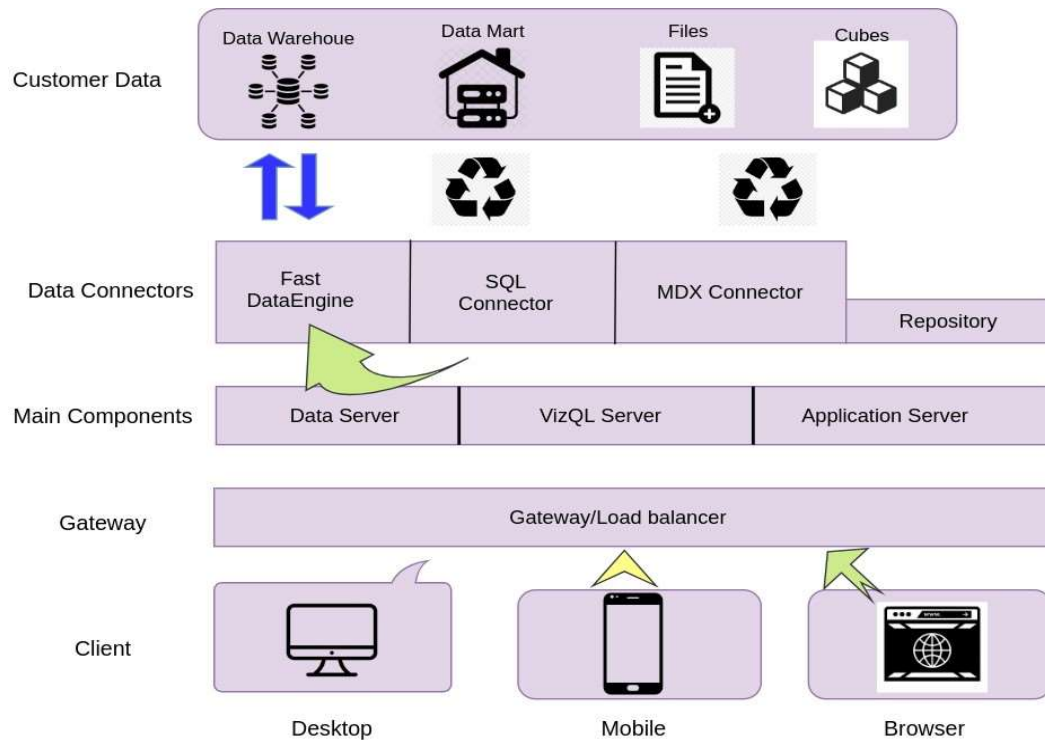 Customer Data
Data Warehoue
Data Mart
Files
Cubes
Data Connectors
Fast
DataEngine
SQL
Connector
MDX Connector
Repository
Main Components
Data Server
VizQL Server
Application Server
Gateway
Gateway/Load balancer
Client
www.
Desktop
Mobile
Browser